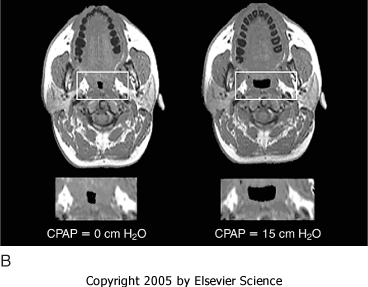 CPAP = 0 cm H₂O CPAP = 15 cm H₂O
B
Copyright 2005 by Elsevier Science